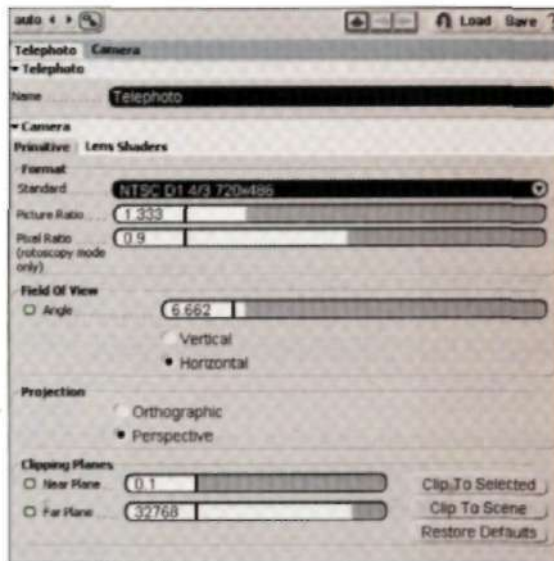 auto
Load Save ?
Telephoto Camera
Telephoto
Name Telephoto
Camera
Primitive Lens Shaders
Format
Standard NTSC D1 4/3 720x486
Picture Ratio 1.333
Pixel Ratio 0.9
(rotoscopy mode
only)
Field Of View
Angle 6.662
Vertical
Horizontal
Projection
Orthographic
Perspective
Clipping Planes
Near Plane 0.1 Clip To Selected
Far Plane 32768 Clip To Scene
Restore Defaults